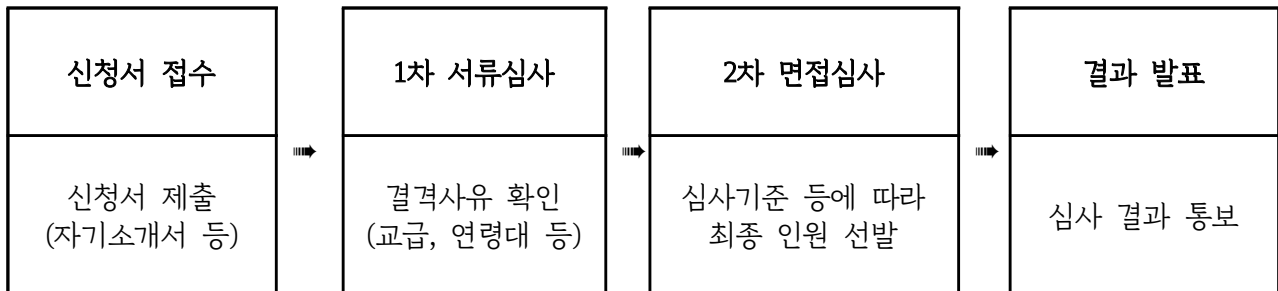 신청서 접수
신청서 제출
(자기소개서 등)
➠
1차 서류심사
결격사유 확인
(교급, 연령대 등)
➠
2차 면접심사
심사기준 등에 따라
최종 인원 선발
➠
결과 발표
심사 결과 통보